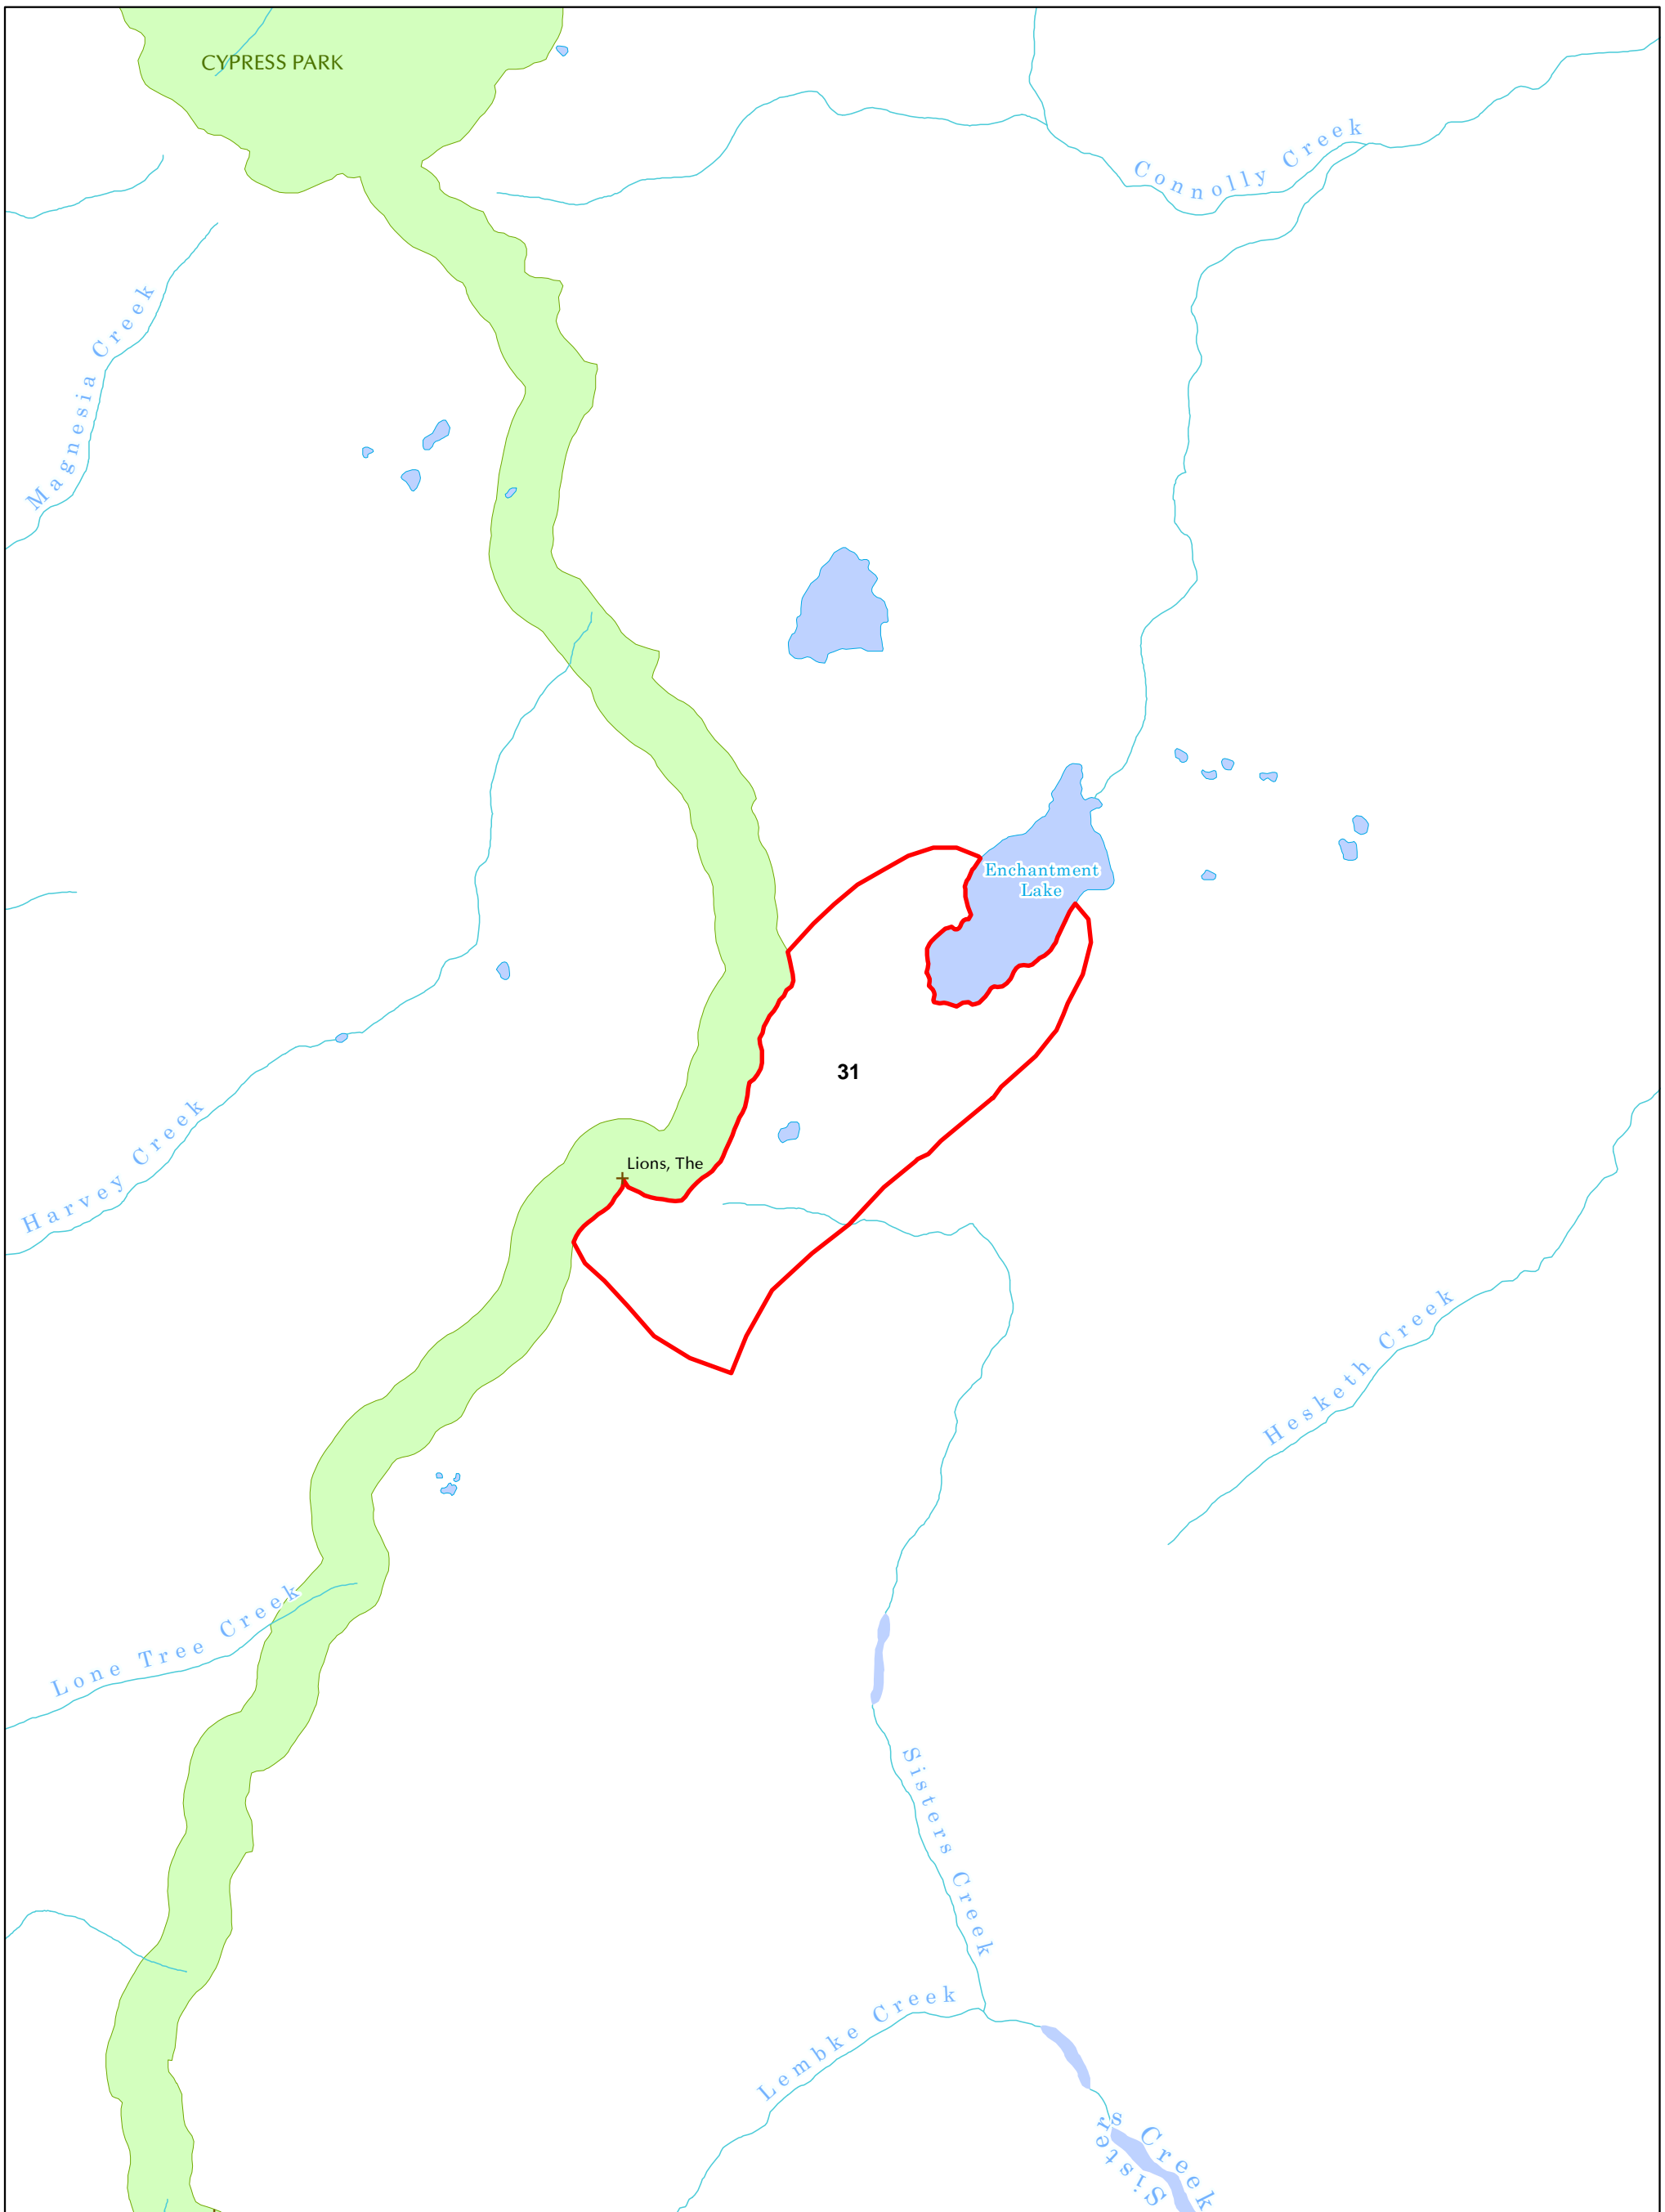 CYPRESS PARK
Connolly Creek
Magnesia Creek
Enchantment
Lake
31
Harvey Creek
Lions, The
Hesketh Creek
Lone Tree Creek
Sisters Creek
Lembke Creek
Sisters Creek